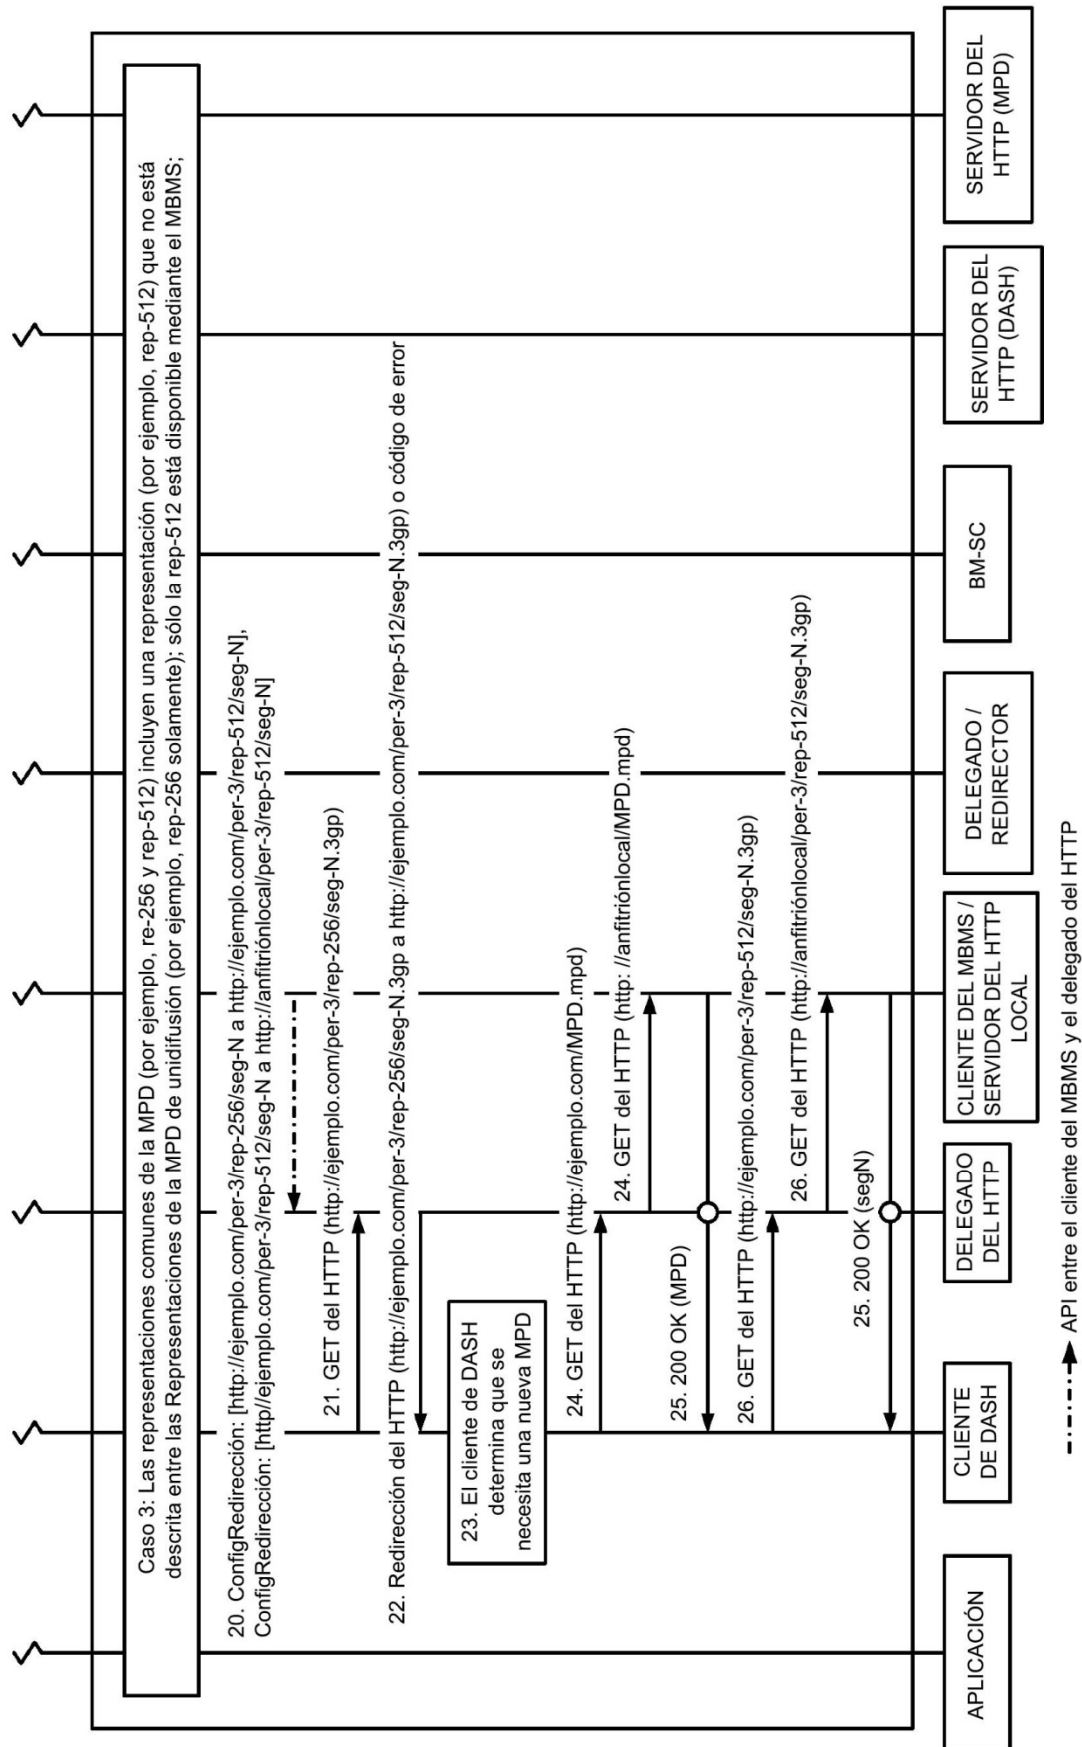 Caso 3: Las representaciones comunes de la MPD (por ejemplo, re-256 y rep-512) incluyen una representación (por ejemplo, rep-512) que no está
descrita entre las Representaciones de la MPD de unidifusión (por ejemplo, rep-256 solamente); sólo la rep-512 está disponible mediante el MBMS;
20. ConfigRedirección: [http://ejemplo.com/per-3/rep-256/seg-N a http://ejemplo.com/per-3/rep-512/seg-N],
ConfigRedirección: [http//ejemplo.com/per-3/rep-512/seg-N a http://anfitriónlocal/per-3/rep-512/seg-N]
21. GET del HTTP (http://ejemplo.com/per-3/rep-256/seg-N.3gp)
22. Redirección del HTTP (http://ejemplo.com/per-3/rep-256/seg-N.3gp a http://ejemplo.com/per-3/rep-512/seg-N.3gp) o código de error
23. El cliente de DASH
determina que se
necesita una nueva MPD
24. GET del HTTP (http://ejemplo.com/MPD.mpd)
24. GET del HTTP (http: //anfitriónlocal/MPD.mpd)
25. 200 OK (MPD)
26. GET del HTTP (http://ejemplo.com/per-3/rep-512/seg-N.3gp)
26. GET del HTTP (http://anfitriónlocal/per-3/rep-512/seg-N.3gp)
25. 200 OK (segN)
APLICACIÓN
CLIENTE
DE DASH
DELEGADO
DEL HTTP
CLIENTE DEL MBMS /
SERVIDOR DEL HTTP
LOCAL
DELEGADO /
REDIRECTOR
BM-SC
SERVIDOR DEL
HTTP (DASH)
SERVIDOR DEL
HTTP (MPD)
API entre el cliente del MBMS y el delegado del HTTP